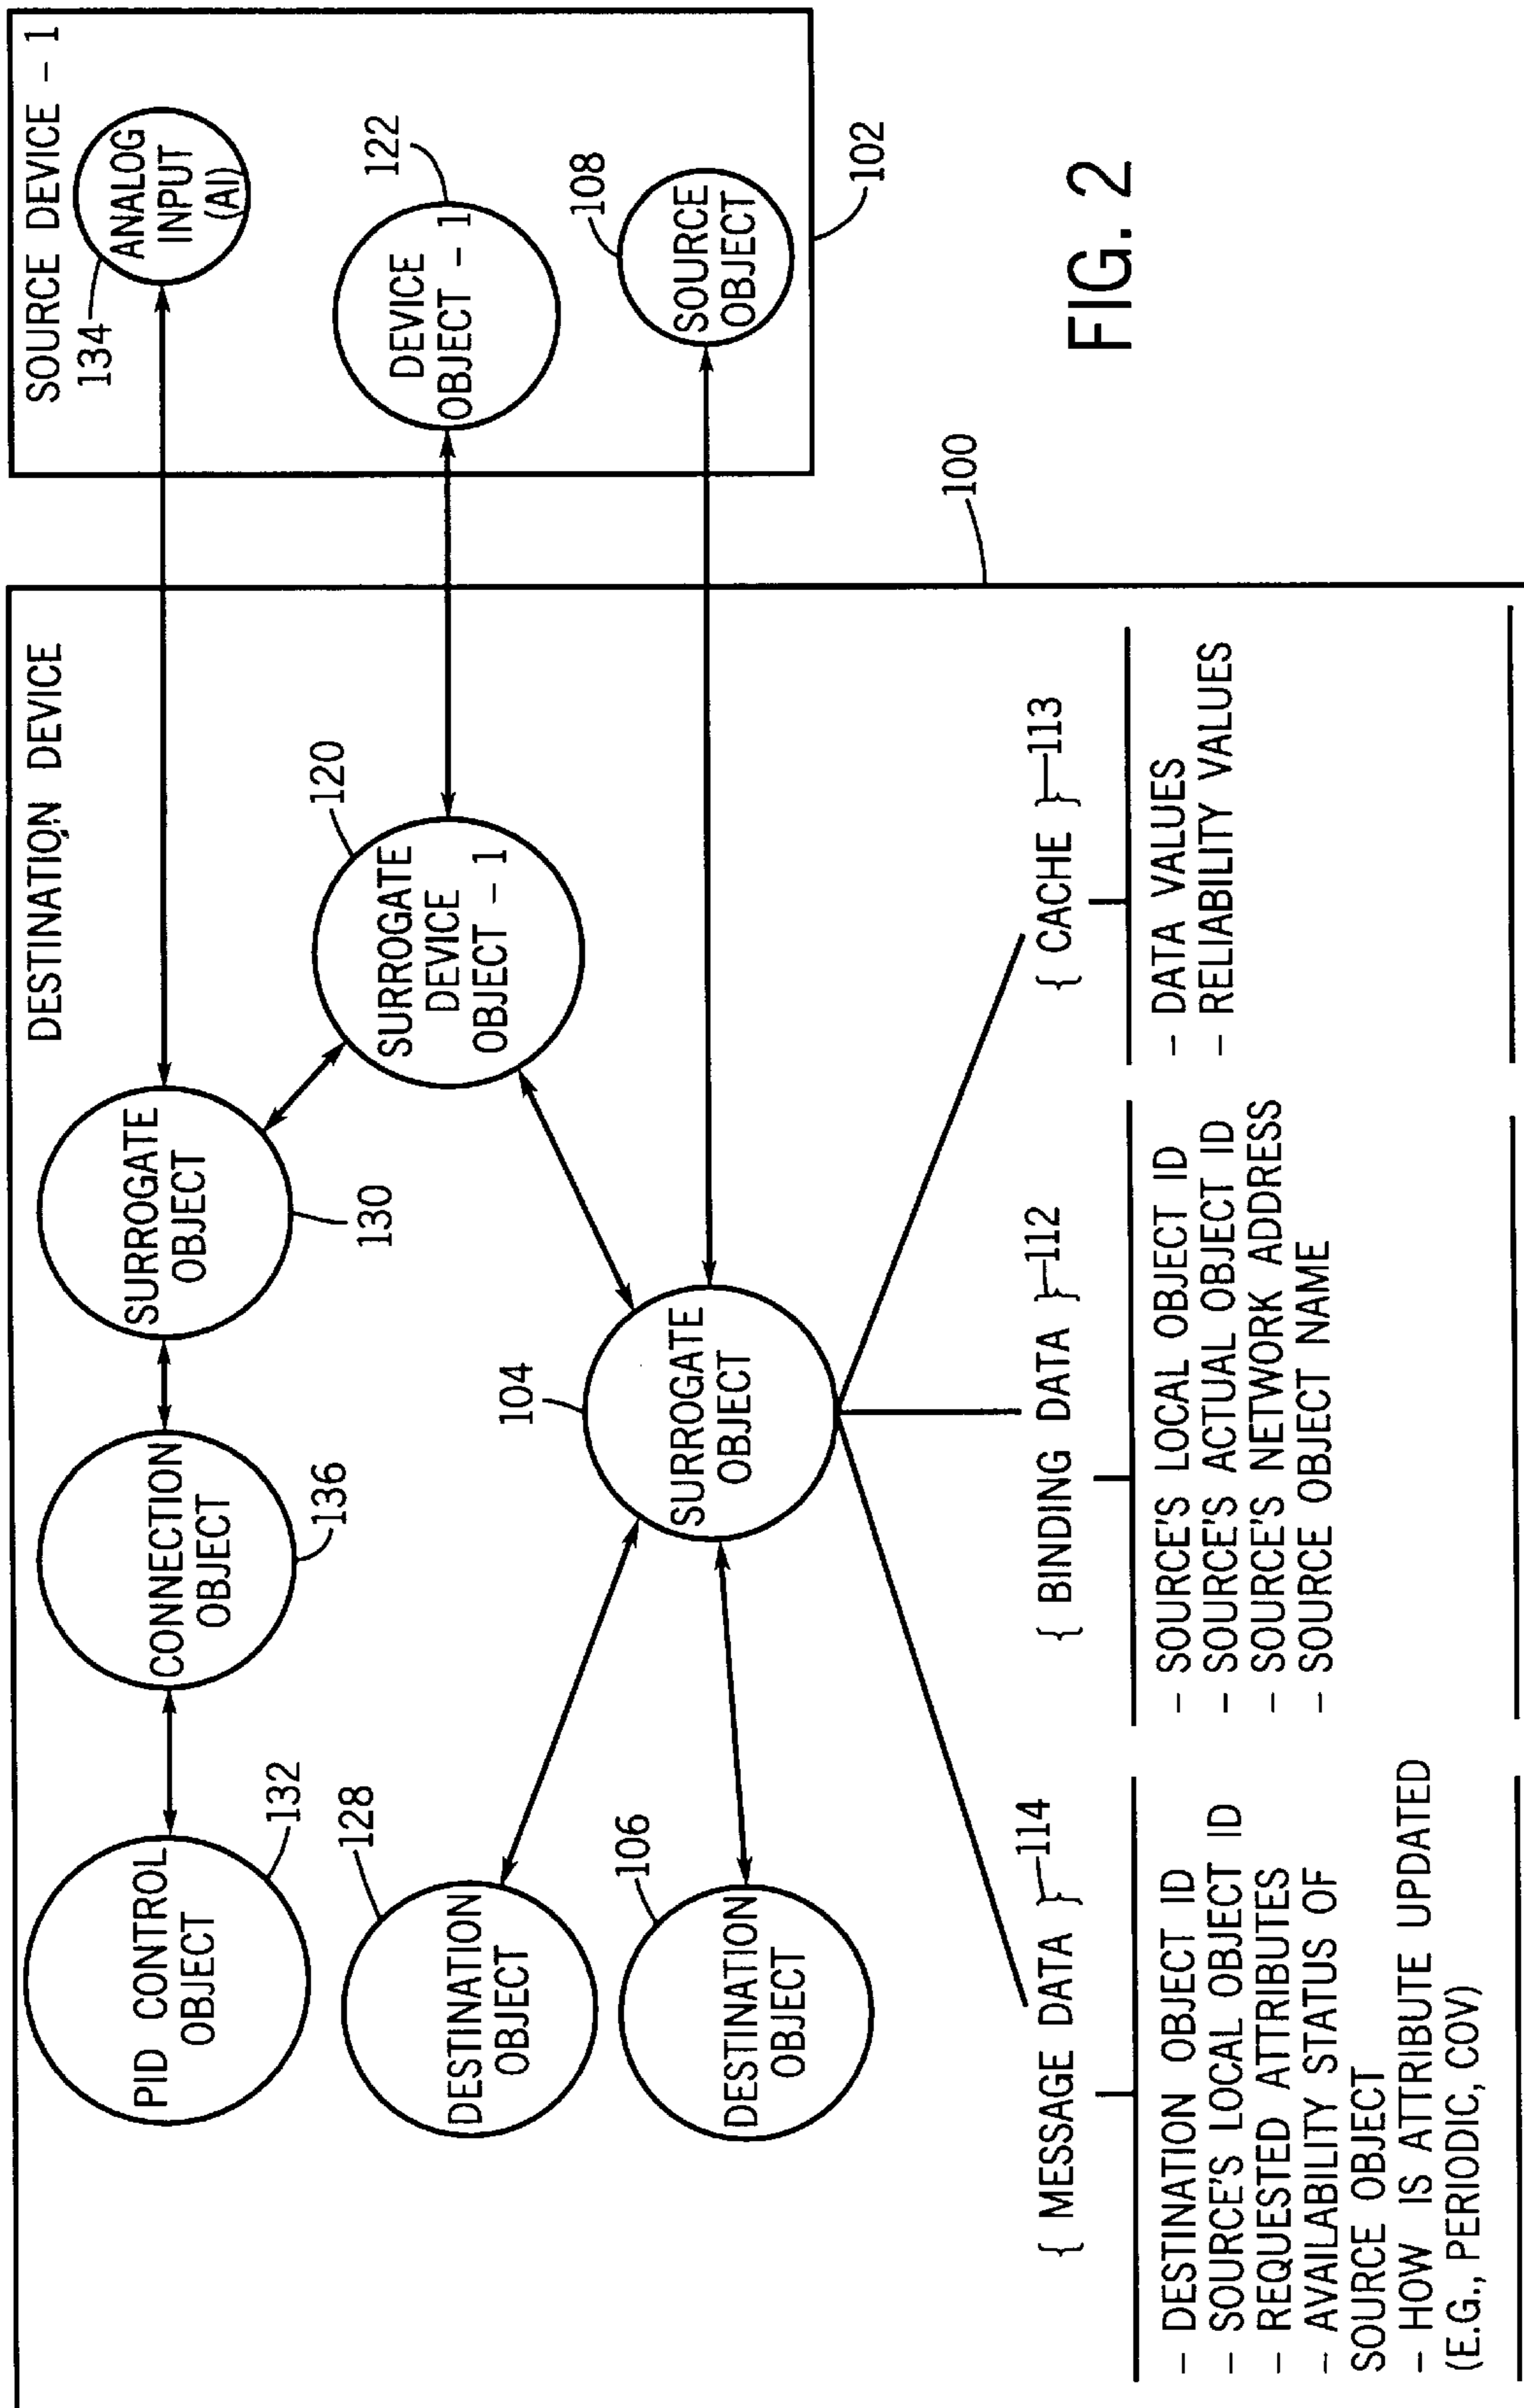 DESTINATION DEVICE
SOURCE DEVICE – 1
PID CONTROL
OBJECT
132
CONNECTION
OBJECT
136
SURROGATE
OBJECT
130
134
ANALOG
INPUT
(AI)
DESTINATION
OBJECT
128
SURROGATE
DEVICE
OBJECT – 1
120
DEVICE
OBJECT – 1
122
DESTINATION
OBJECT
106
SURROGATE
OBJECT
104
SOURCE
OBJECT
108
102
100
{ MESSAGE DATA } 114
– DESTINATION OBJECT ID
– SOURCE'S LOCAL OBJECT ID
– REQUESTED ATTRIBUTES
– AVAILABILITY STATUS OF
SOURCE OBJECT
– HOW IS ATTRIBUTE UPDATED
(E.G., PERIODIC, COV)
{ BINDING DATA } 112
– SOURCE'S LOCAL OBJECT ID
– SOURCE'S ACTUAL OBJECT ID
– SOURCE'S NETWORK ADDRESS
– SOURCE OBJECT NAME
{ CACHE } 113
– DATA VALUES
– RELIABILITY VALUES
FIG. 2